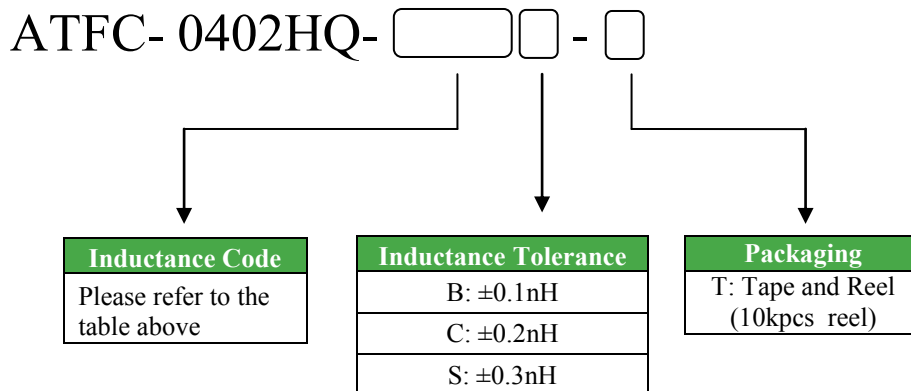 ATFC- 0402HQ- -
Inductance Code
Please refer to the
table above
Inductance Tolerance
B: ±0.1nH
C: ±0.2nH
S: ±0.3nH
Packaging
T: Tape and Reel
(10kpcs reel)